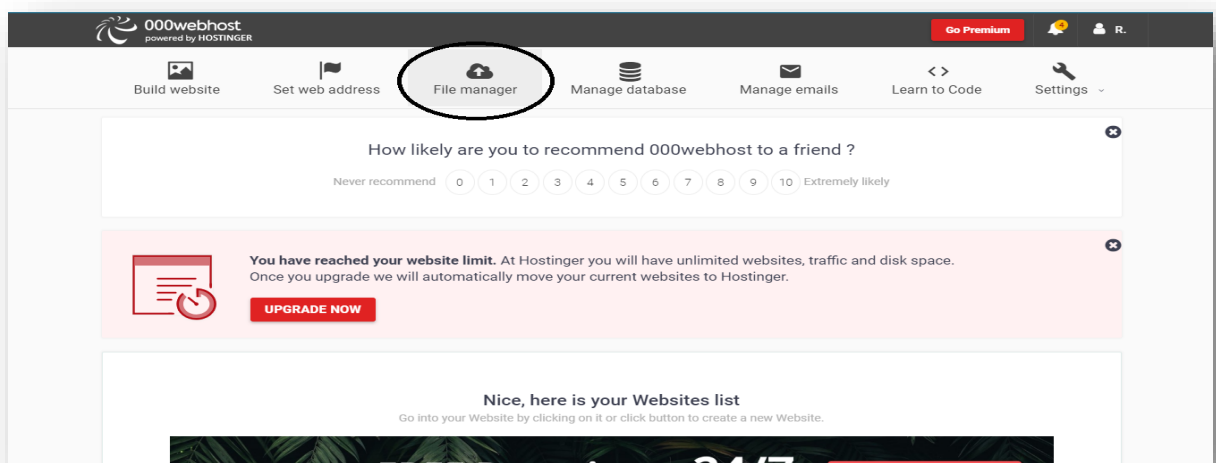 000webhost
powered by HOSTINGER
Go Premium
4
R.
Build website
Set web address
File manager
Manage database
Manage emails
Learn to Code
Settings
How likely are you to recommend 000webhost to a friend ?
Never recommend 0 1 2 3 4 5 6 7 8 9 10 Extremely likely
You have reached your website limit. At Hostinger you will have unlimited websites, traffic and disk space.
Once you upgrade we will automatically move your current websites to Hostinger.
UPGRADE NOW
Nice, here is your Websites list
Go into your Website by clicking on it or click button to create a new Website.
24/7